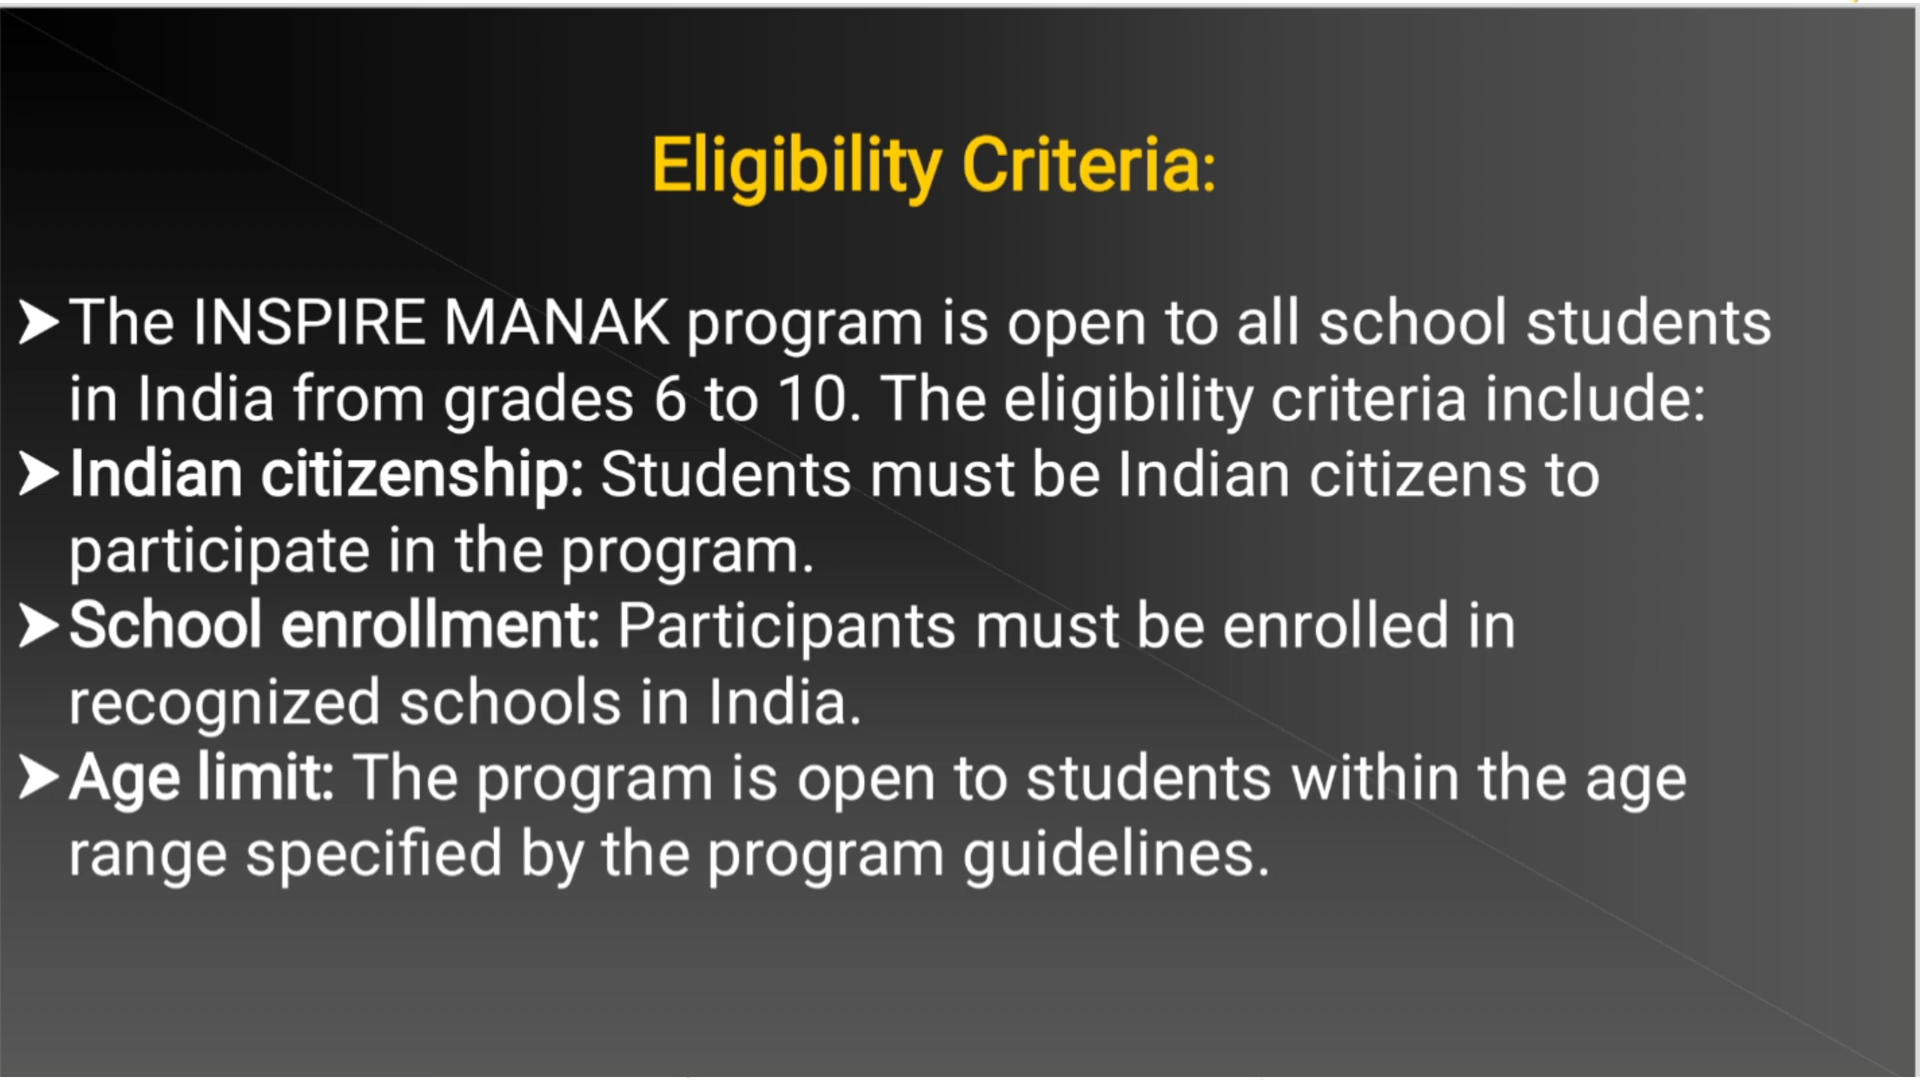 Eligibility Criteria:
➤The INSPIRE MANAK program is open to all school students
in India from grades 6 to 10. The eligibility criteria include:
➤Indian citizenship: Students must be Indian citizens to
participate in the program.
➤School enrollment: Participants must be enrolled in
recognized schools in India.
➤Age limit: The program is open to students within the age
range specified by the program guidelines.